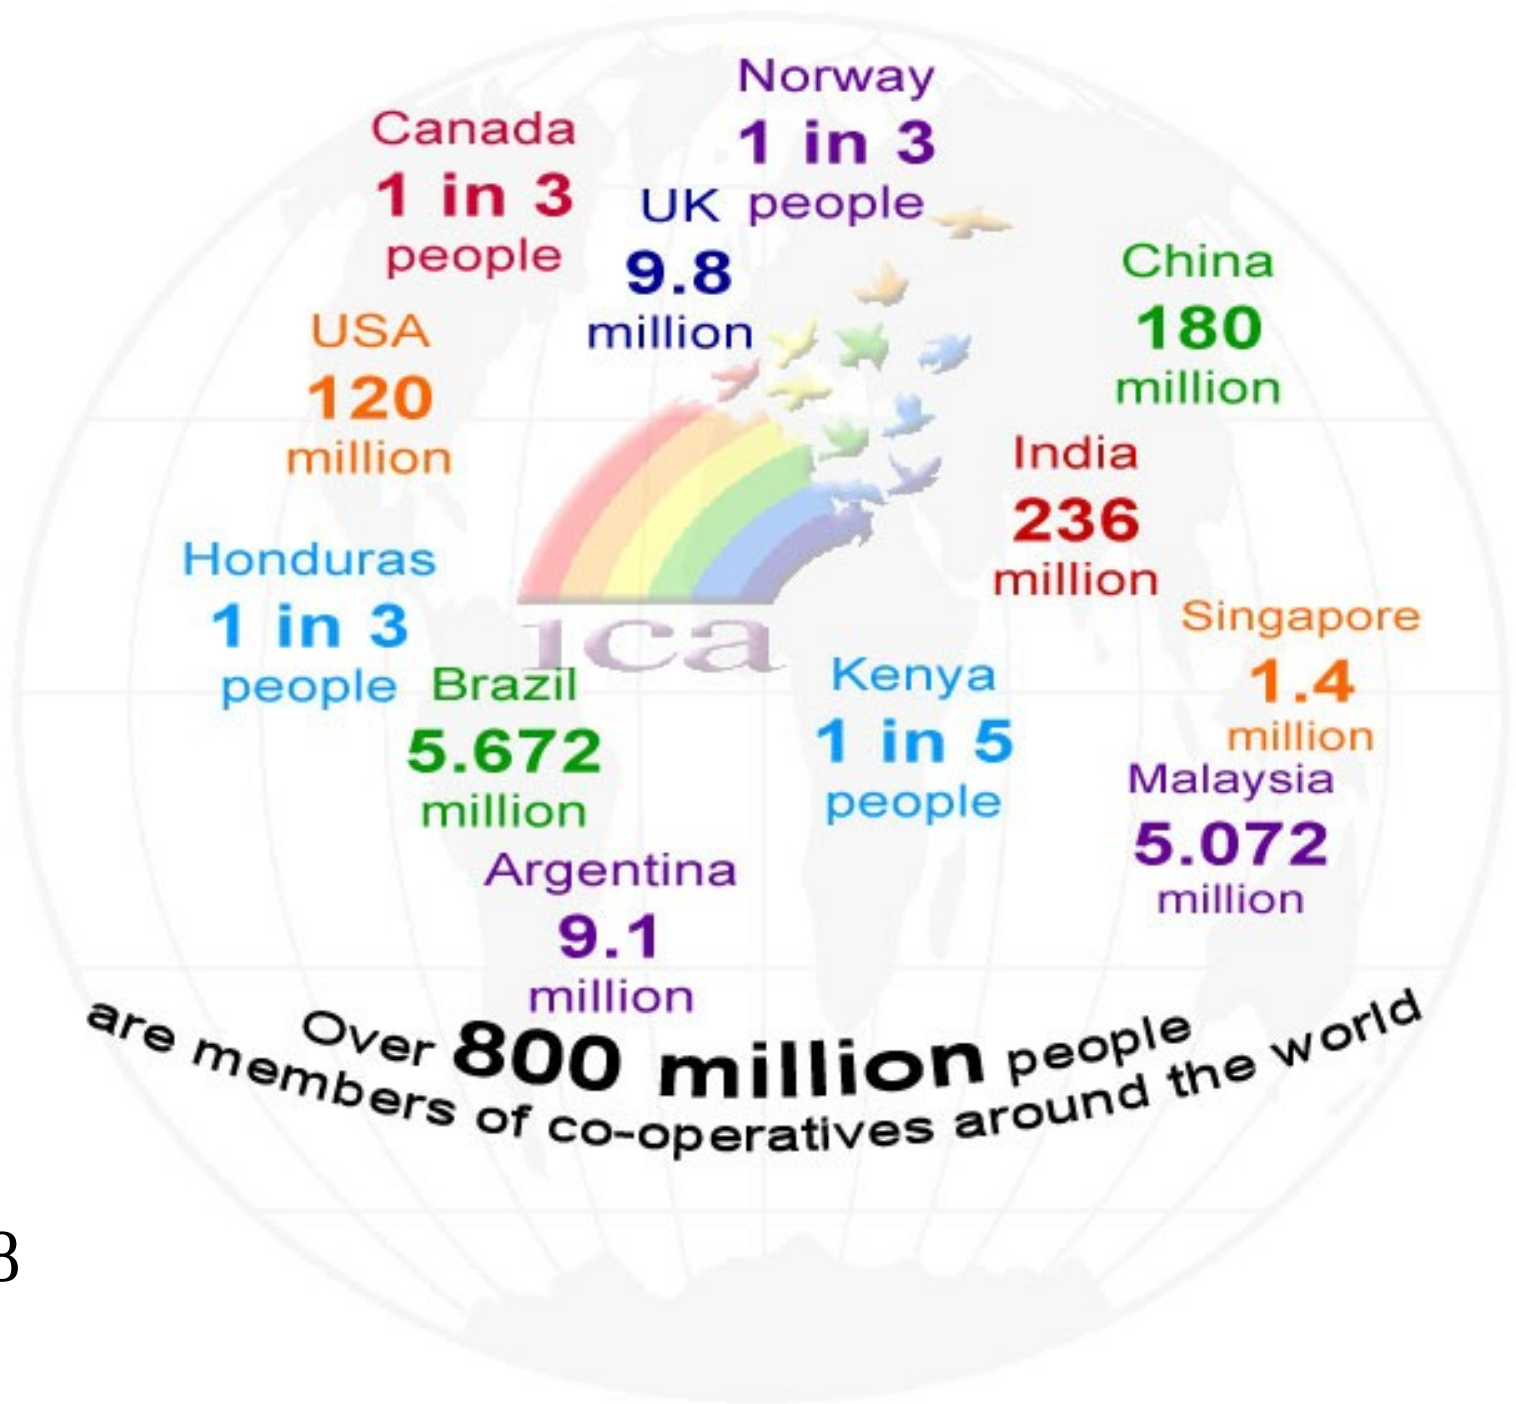 Norway
1 in 3
people
Canada
1 in 3
people
UK
9.8
million
China
180
million
USA
120
million
India
236
million
Honduras
1 in 3
people
Singapore
1.4
million
ica
Brazil
5.672
million
Kenya
1 in 5
people
Malaysia
5.072
million
Argentina
9.1
million
Over 800 million people
are members of co-operatives around the world
8